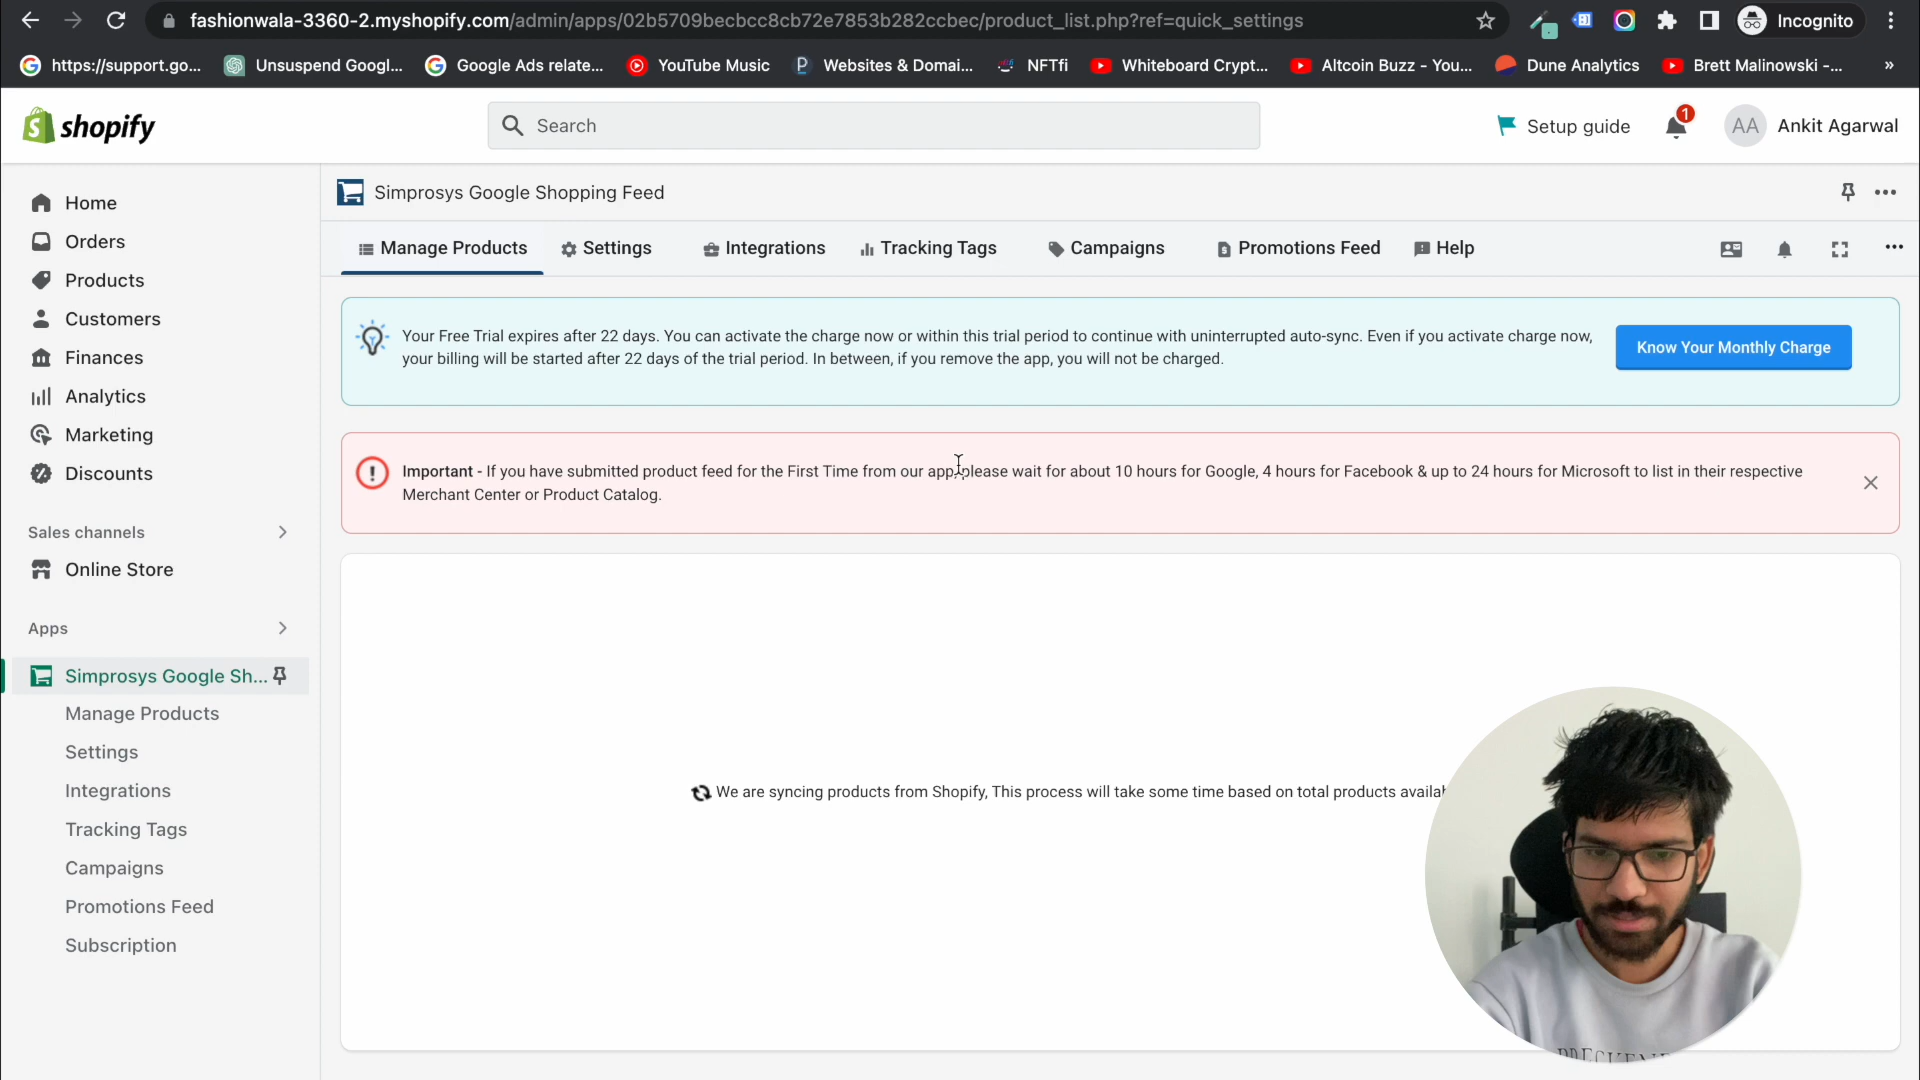 fashionwala-3360-2.myshopify.com/admin/apps/02b5709becbcc8cb72e7853b282ccbec/product_list.php?ref=quick_settings
Incognito
https://support.go...
Unsuspend Googl...
Google Ads relate...
YouTube Music
Websites & Domai...
NFTfi
Whiteboard Crypt...
Altcoin Buzz - You...
Dune Analytics
Brett Malinowski -...
»
shopify
Search
Setup guide
1
AA
Ankit Agarwal
Home
Orders
Products
Customers
Finances
Analytics
Marketing
Discounts
Sales channels
Online Store
Apps
Simprosys Google Sh...
Manage Products
Settings
Integrations
Tracking Tags
Campaigns
Promotions Feed
Subscription
Simprosys Google Shopping Feed
Manage Products
Settings
Integrations
Tracking Tags
Campaigns
Promotions Feed
Help
Your Free Trial expires after 22 days. You can activate the charge now or within this trial period to continue with uninterrupted auto-sync. Even if you activate charge now,
your billing will be started after 22 days of the trial period. In between, if you remove the app, you will not be charged.
Know Your Monthly Charge
Important - If you have submitted product feed for the First Time from our app, please wait for about 10 hours for Google, 4 hours for Facebook & up to 24 hours for Microsoft to list in their respective
Merchant Center or Product Catalog.
We are syncing products from Shopify, This process will take some time based on total products